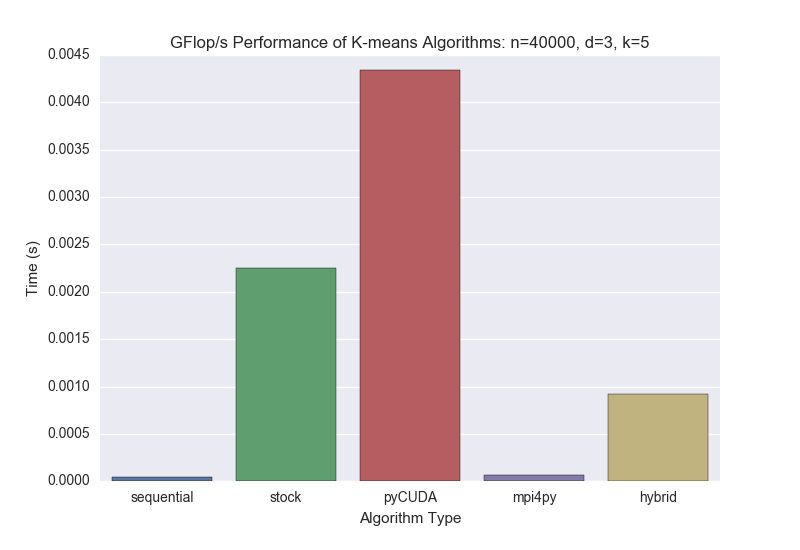 GFlop/s Performance of K-means Algorithms: n=40000, d=3, k=5
0.0045
0.0040
0.0035
0.0030
0.0025
0.0020
0.0015
0.0010
0.0005
0.0000
Time (s)
sequential stock pyCUDA mpi4py hybrid
Algorithm Type